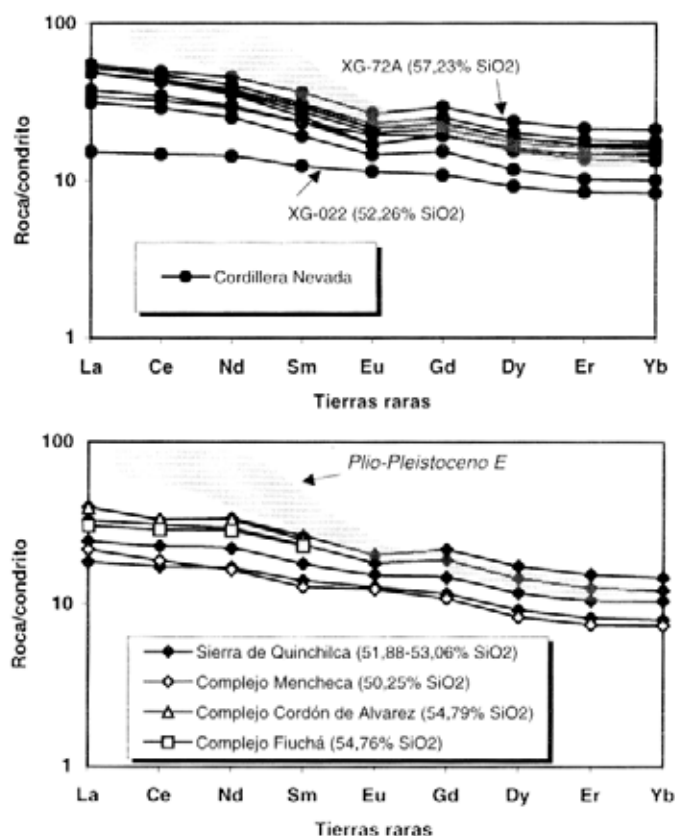 100
XG-72A (57,23% SiO2)
Roca/condrito
10
XG-022 (52,26% SiO2)
Cordillera Nevada
1
La Ce Nd Sm Eu Gd Dy Er Yb
Tierras raras
100
Plio-Pleistoceno E
Roca/condrito
10
Sierra de Quinchilca (51,88-53,06% SiO2)
Complejo Mencheca (50,25% SiO2)
Complejo Cordón de Alvarez (54,79% SiO2)
Complejo Fiuchá (54,76% SiO2)
1
La Ce Nd Sm Eu Gd Dy Er Yb
Tierras raras